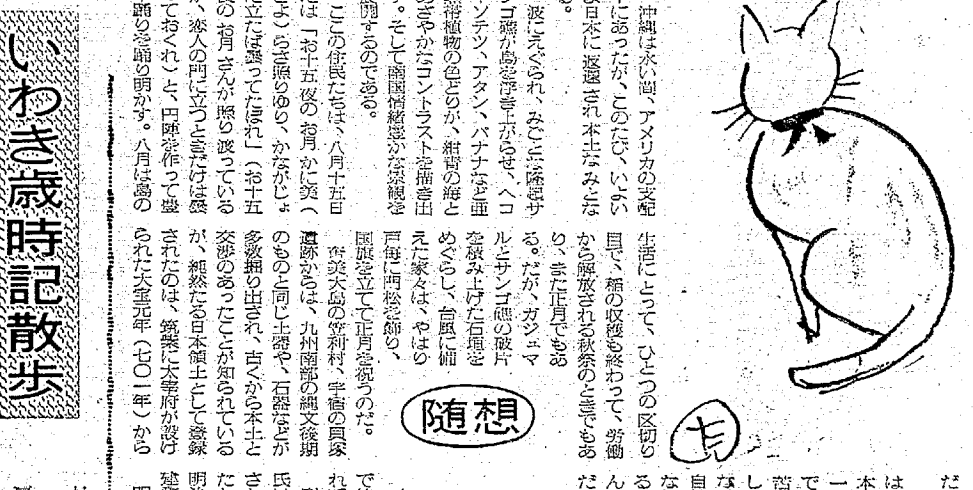 いわき歳時記散歩
沖縄は永い間、アメリカの支配
にあったが、このたび、いよい
日本に返還され本土なみとな
波にえぐられ、みごとな隆起サ
ゴ礁が島を浮き上がらせ、ヘコ
ソテツ、アダン、バナナなど亜
帯植物の色どりが、紺青の海と
あざやかなコントラストを描き出
。そして南国情緒豊かな景観を
開するのである。
ここの住民たちは、八月十五日
は「お十五夜のお月 かに美(
よ)らさ照りゆり、かながじょ
に立たば曇ってたぼれ」(お十五
のお月 さんが照り渡っている
、恋人の門に立つときだけは曇
ておくれ)と、円陣を作って豊
踊りを踊り明かす。八月は島の
生活にとって、ひとつの区切り
目で、稲の収穫も終わって、労働
から解放される秋祭のときでもあ
り、また正月でもあ
る。だが、ガジュマ
ルとサンゴ礁の破片
を積み上げた石垣を
めぐらし、台風に備
えた家々は、やはり
戸毎に門松を飾り、
国旗を立てて正月を祝うのだ。
奄美大島の笠利村、宇宿の貝塚
遺跡からは、九州南部の縄文後期
のものと同じ土器や、石器などが
多数掘り出され、古くから本土と
交渉のあったことが知られている
が、純然たる日本領土として登録
されたのは、筑紫に太宰府が設け
られた大宝元年(七〇一年)から
随想